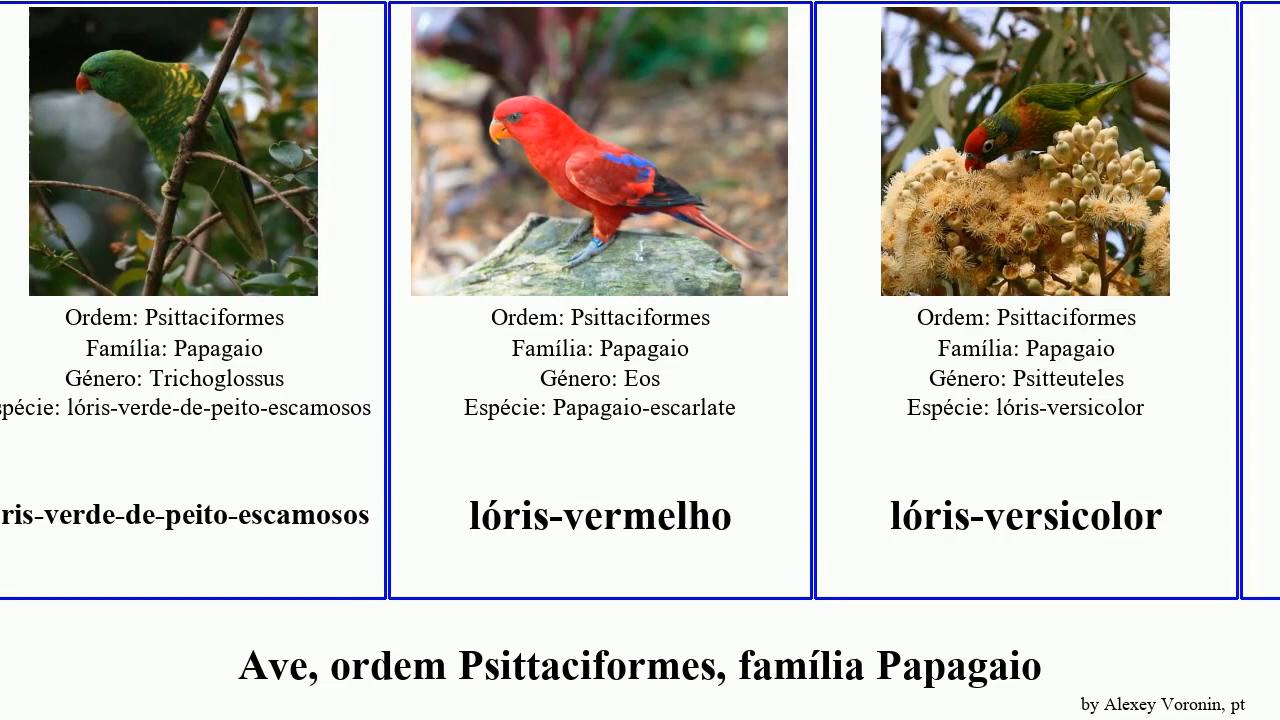 Ordem: Psittaciformes
Família: Papagaio
Género: Trichoglossus
spécie: lóris-verde-de-peito-escamosos
ris-verde-de-peito-escamosos
Ordem: Psittaciformes
Família: Papagaio
Género: Eos
Espécie: Papagaio-escarlate
lóris-vermelho
Ordem: Psittaciformes
Família: Papagaio
Género: Psitteuteles
Espécie: lóris-versicolor
lóris-versicolor
Ave, ordem Psittaciformes, família Papagaio
by Alexey Voronin, pt